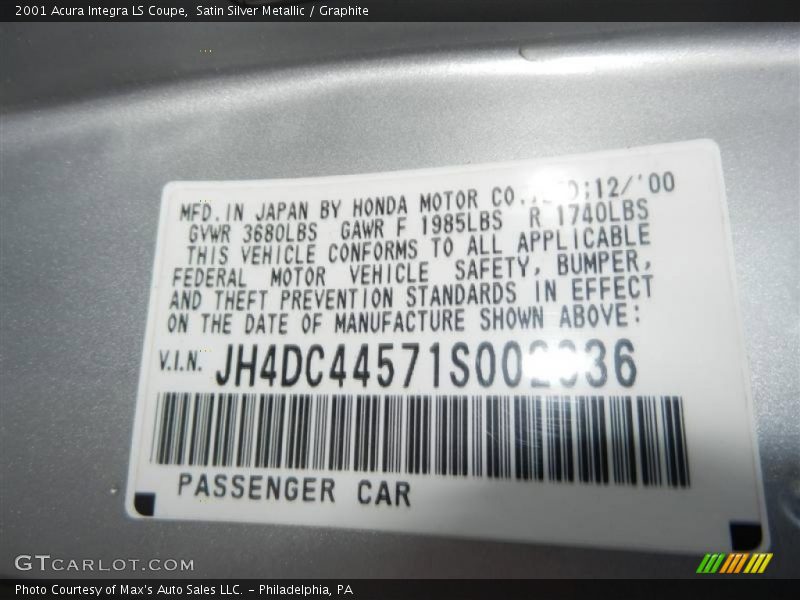 2001 Acura Integra LS Coupe, Satin Silver Metallic / Graphite
MFD. IN JAPAN BY HONDA MOTOR CO. 12/'00
GVWR 3680LBS GAWR F 1985LBS R 1740LBS
THIS VEHICLE CONFORMS TO ALL APPLICABLE
FEDERAL MOTOR VEHICLE SAFETY, BUMPER,
AND THEFT PREVENTION STANDARDS IN EFFECT
ON THE DATE OF MANUFACTURE SHOWN ABOVE:
V.I.N.
PASSENGER CAR
GTCARLOT.COM
Photo Courtesy of Max's Auto Sales LLC. - Philadelphia, PA